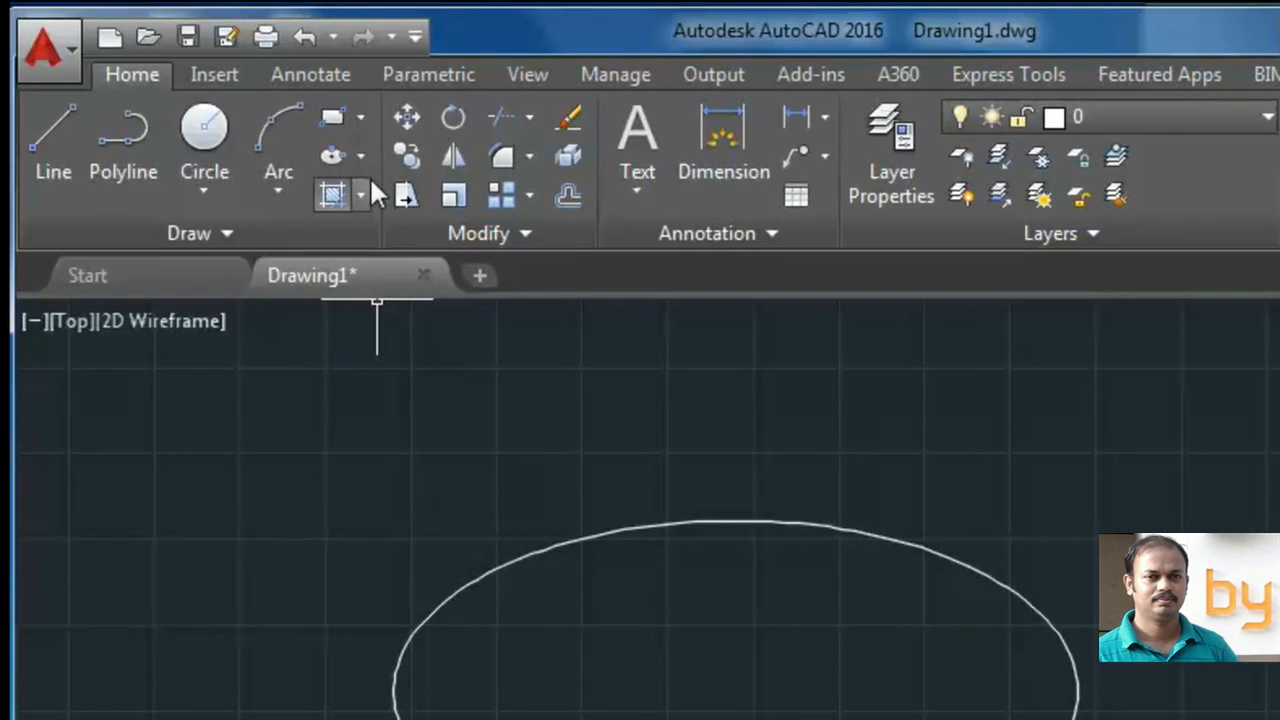 Autodesk AutoCAD 2016 Drawing1.dwg
Home Insert Annotate Parametric View Manage Output Add-ins A360 Express Tools Featured Apps BIM
Line Polyline Circle Arc Text Dimension Layer Properties 0
Draw Modify Annotation Layers
Start Drawing1*
[−][Top][2D Wireframe]
by